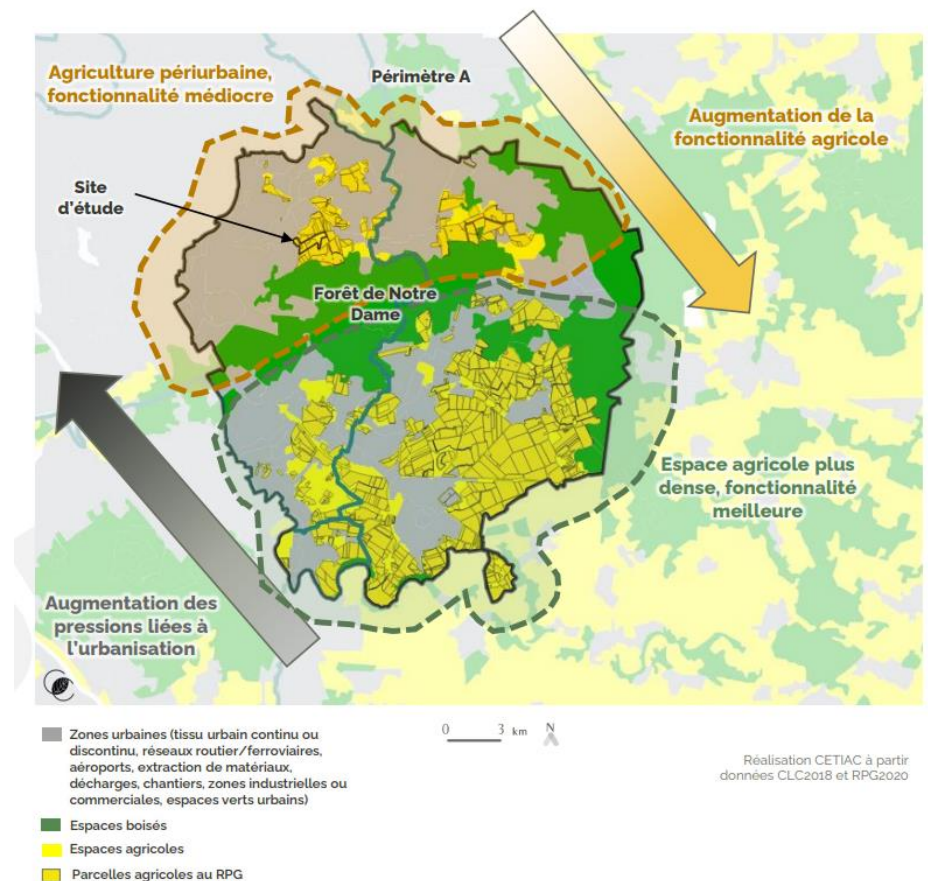 Agriculture périurbaine,
fonctionnalité médiocre
Périmètre A
Augmentation de la
fonctionnalité agricole
Site
d'étude
Forêt de Notre
Dame
Espace agricole plus
dense, fonctionnalité
meilleure
Augmentation des
pressions liées à
l'urbanisation
Zones urbaines (tissu urbain continu ou
discontinu, réseaux routier/ferroviaires,
aéroports, extraction de matériaux,
décharges, chantiers, zones industrielles ou
commerciales, espaces verts urbains)
Espaces boisés
Espaces agricoles
Parcelles agricoles au RPG
0 3 km N
Réalisation CETIAC à partir
données CLC2018 et RPG2020